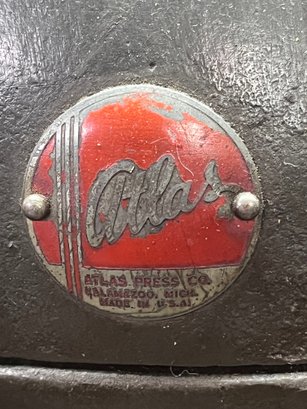 Atlas
ATLAS PRESS CO.
KALAMAZOO, MICH.
MADE IN U.S.A.